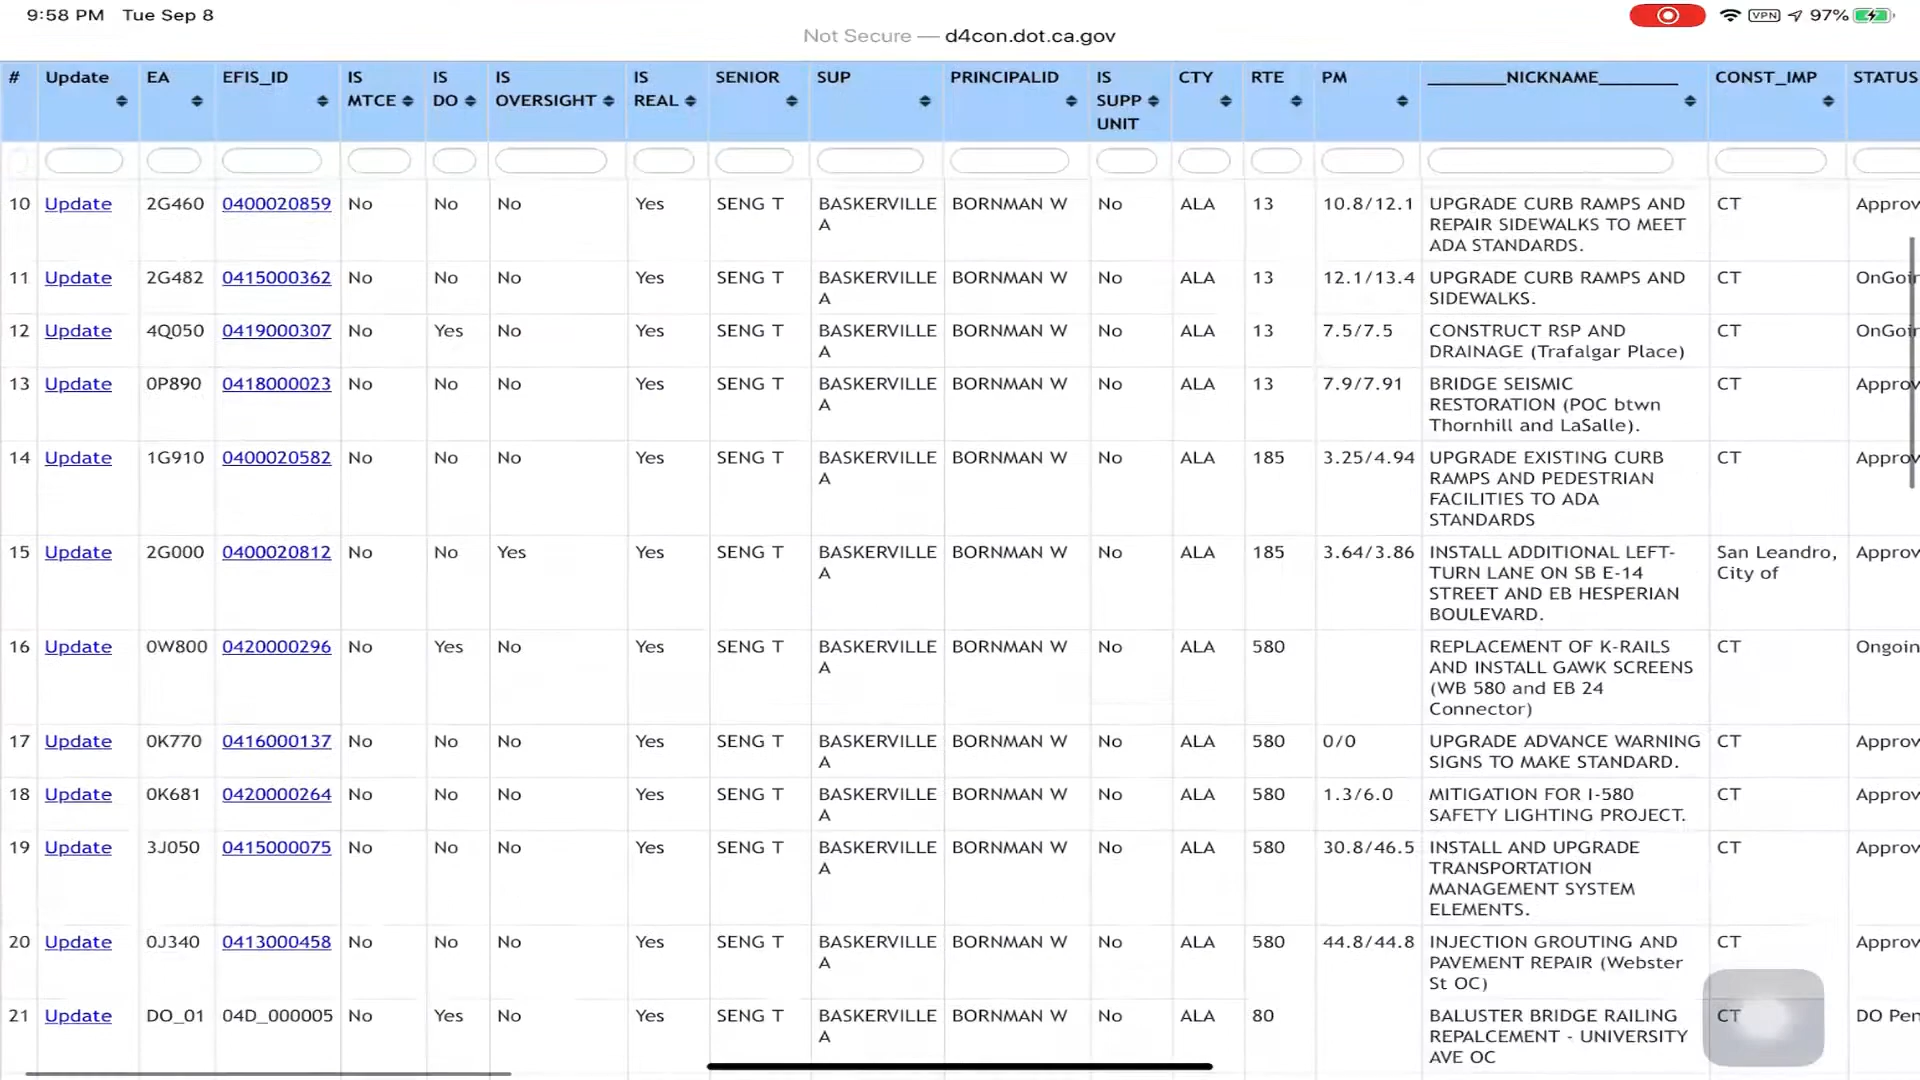 9:58 PM Tue Sep 8
VPN 97%
Not Secure — d4con.dot.ca.gov
# Update EA EFIS_ID IS MTCE IS DO IS OVERSIGHT IS REAL SENIOR SUP PRINCIPALID IS SUPP UNIT CTY RTE PM ________NICKNAME________ CONST_IMP STATUS
10 Update 2G460 0400020859 No No No Yes SENG T BASKERVILLE BORNMAN W No ALA 13 10.8/12.1 UPGRADE CURB RAMPS AND CT Approv
A REPAIR SIDEWALKS TO MEET
ADA STANDARDS.
11 Update 2G482 0415000362 No No No Yes SENG T BASKERVILLE BORNMAN W No ALA 13 12.1/13.4 UPGRADE CURB RAMPS AND CT OnGoin
A SIDEWALKS.
12 Update 4Q050 0419000307 No Yes No Yes SENG T BASKERVILLE BORNMAN W No ALA 13 7.5/7.5 CONSTRUCT RSP AND CT OnGoin
A DRAINAGE (Trafalgar Place)
13 Update 0P890 0418000023 No No No Yes SENG T BASKERVILLE BORNMAN W No ALA 13 7.9/7.91 BRIDGE SEISMIC CT Approv
A RESTORATION (POC btwn
Thornhill and LaSalle).
14 Update 1G910 0400020582 No No No Yes SENG T BASKERVILLE BORNMAN W No ALA 185 3.25/4.94 UPGRADE EXISTING CURB CT Approv
A RAMPS AND PEDESTRIAN
FACILITIES TO ADA
STANDARDS
15 Update 2G000 0400020812 No No Yes Yes SENG T BASKERVILLE BORNMAN W No ALA 185 3.64/3.86 INSTALL ADDITIONAL LEFT- San Leandro, Approv
A TURN LANE ON SB E-14 City of
STREET AND EB HESPERIAN
BOULEVARD.
16 Update 0W800 0420000296 No Yes No Yes SENG T BASKERVILLE BORNMAN W No ALA 580 REPLACEMENT OF K-RAILS CT Ongoin
A AND INSTALL GAWK SCREENS
(WB 580 and EB 24
Connector)
17 Update 0K770 0416000137 No No No Yes SENG T BASKERVILLE BORNMAN W No ALA 580 0/0 UPGRADE ADVANCE WARNING CT Approv
A SIGNS TO MAKE STANDARD.
18 Update 0K681 0420000264 No No No Yes SENG T BASKERVILLE BORNMAN W No ALA 580 1.3/6.0 MITIGATION FOR I-580 CT Approv
A SAFETY LIGHTING PROJECT.
19 Update 3J050 0415000075 No No No Yes SENG T BASKERVILLE BORNMAN W No ALA 580 30.8/46.5 INSTALL AND UPGRADE CT Approv
A TRANSPORTATION
MANAGEMENT SYSTEM
ELEMENTS.
20 Update 0J340 0413000458 No No No Yes SENG T BASKERVILLE BORNMAN W No ALA 580 44.8/44.8 INJECTION GROUTING AND CT Approv
A PAVEMENT REPAIR (Webster
St OC)
21 Update DO_01 04D_000005 No Yes No Yes SENG T BASKERVILLE BORNMAN W No ALA 80 BALUSTER BRIDGE RAILING CT DO Pen
A REPALCEMENT - UNIVERSITY
AVE OC